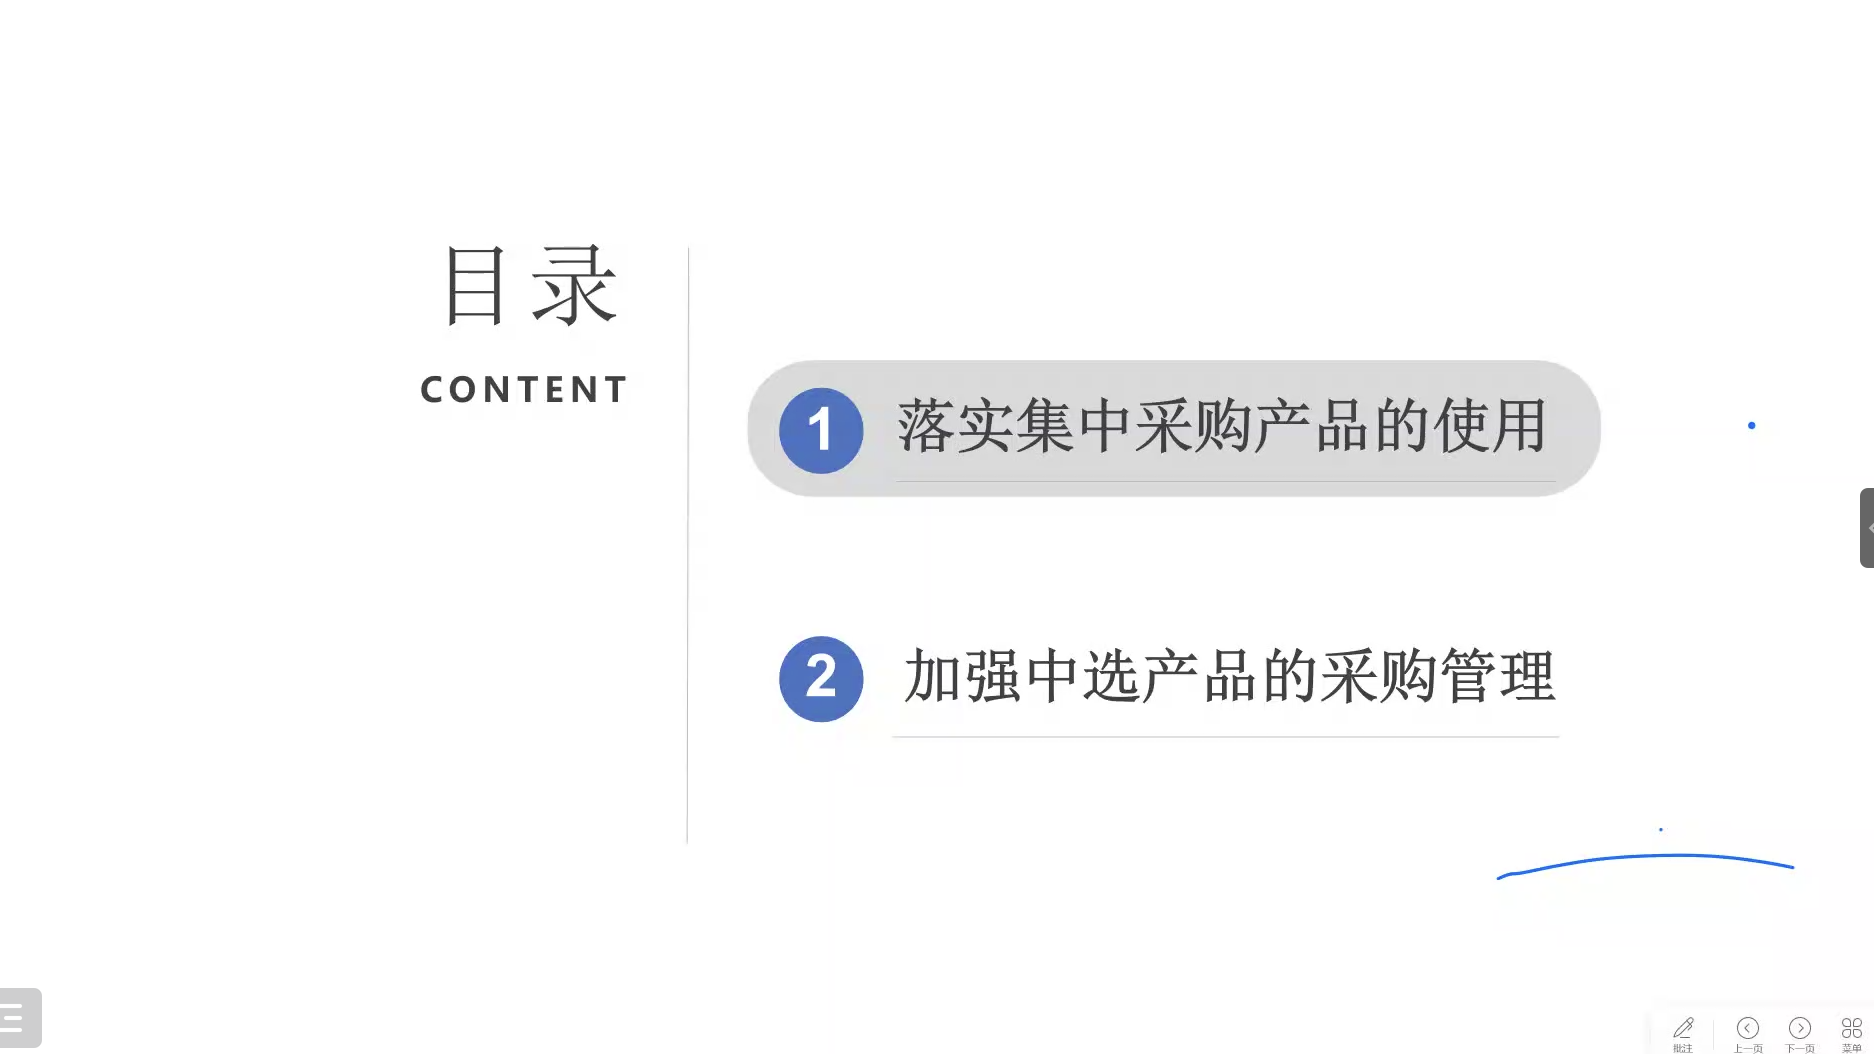 目录
CONTENT
1 落实集中采购产品的使用
2 加强中选产品的采购管理
批注 上一页 下一页 菜单